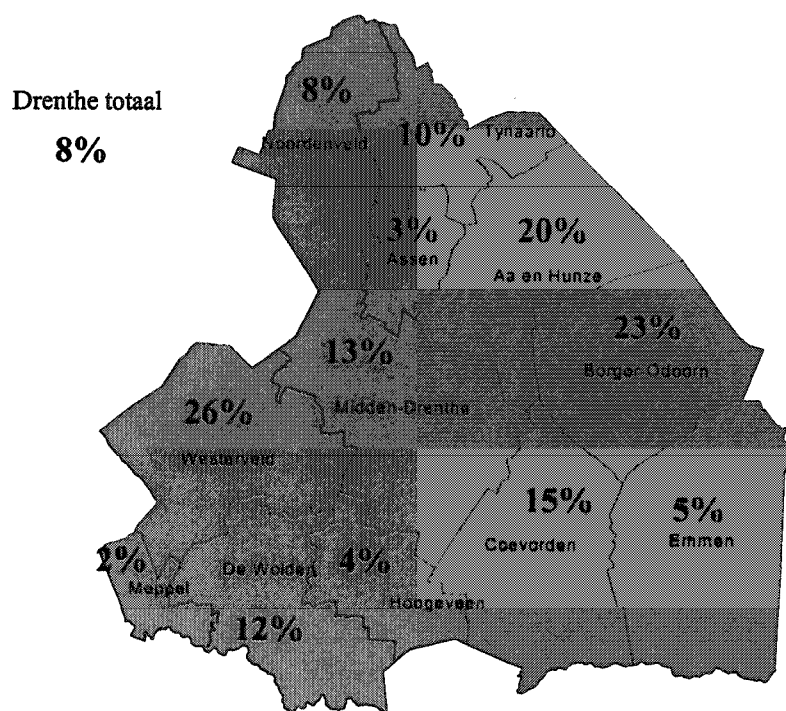 8%
Drenthe totaal
8%
Noordenveld
10%
Tynaarlo
3%
Assen
20%
Aa en Hunze
23%
Borger-Odoorn
13%
Midden-Drenthe
26%
Westerveld
15%
Coevorden
5%
Emmen
2%
Meppel
De Wolden
4%
Hoogeveen
12%